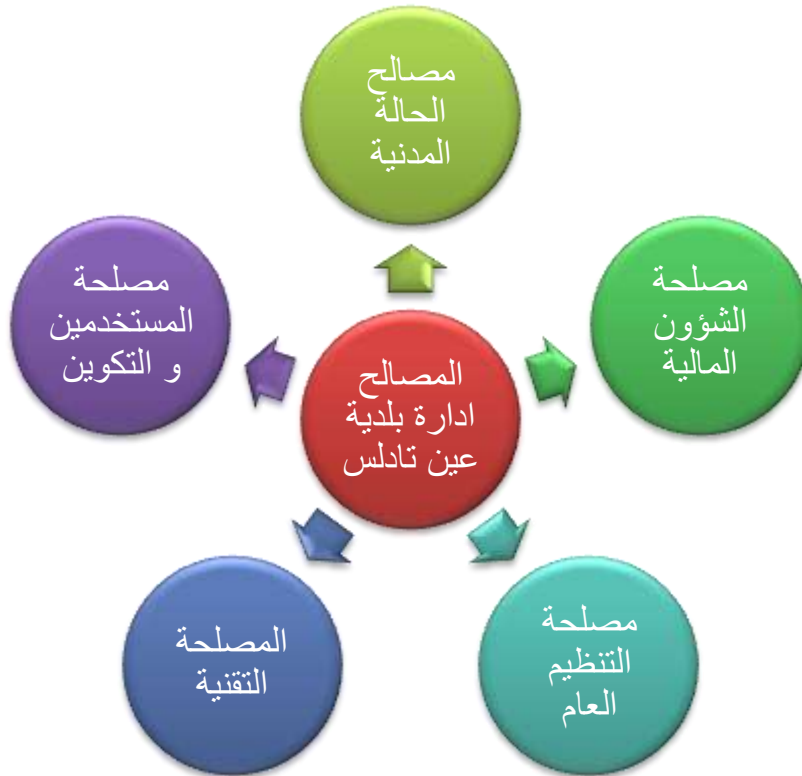 مصالح
الحالة
المدنية
مصلحة
الشؤون
المالية
مصلحة
المستخدمين
و التكوين
المصالح
ادارة بلدية
عين تادلس
مصلحة
التنظيم
العام
المصلحة
التقنية